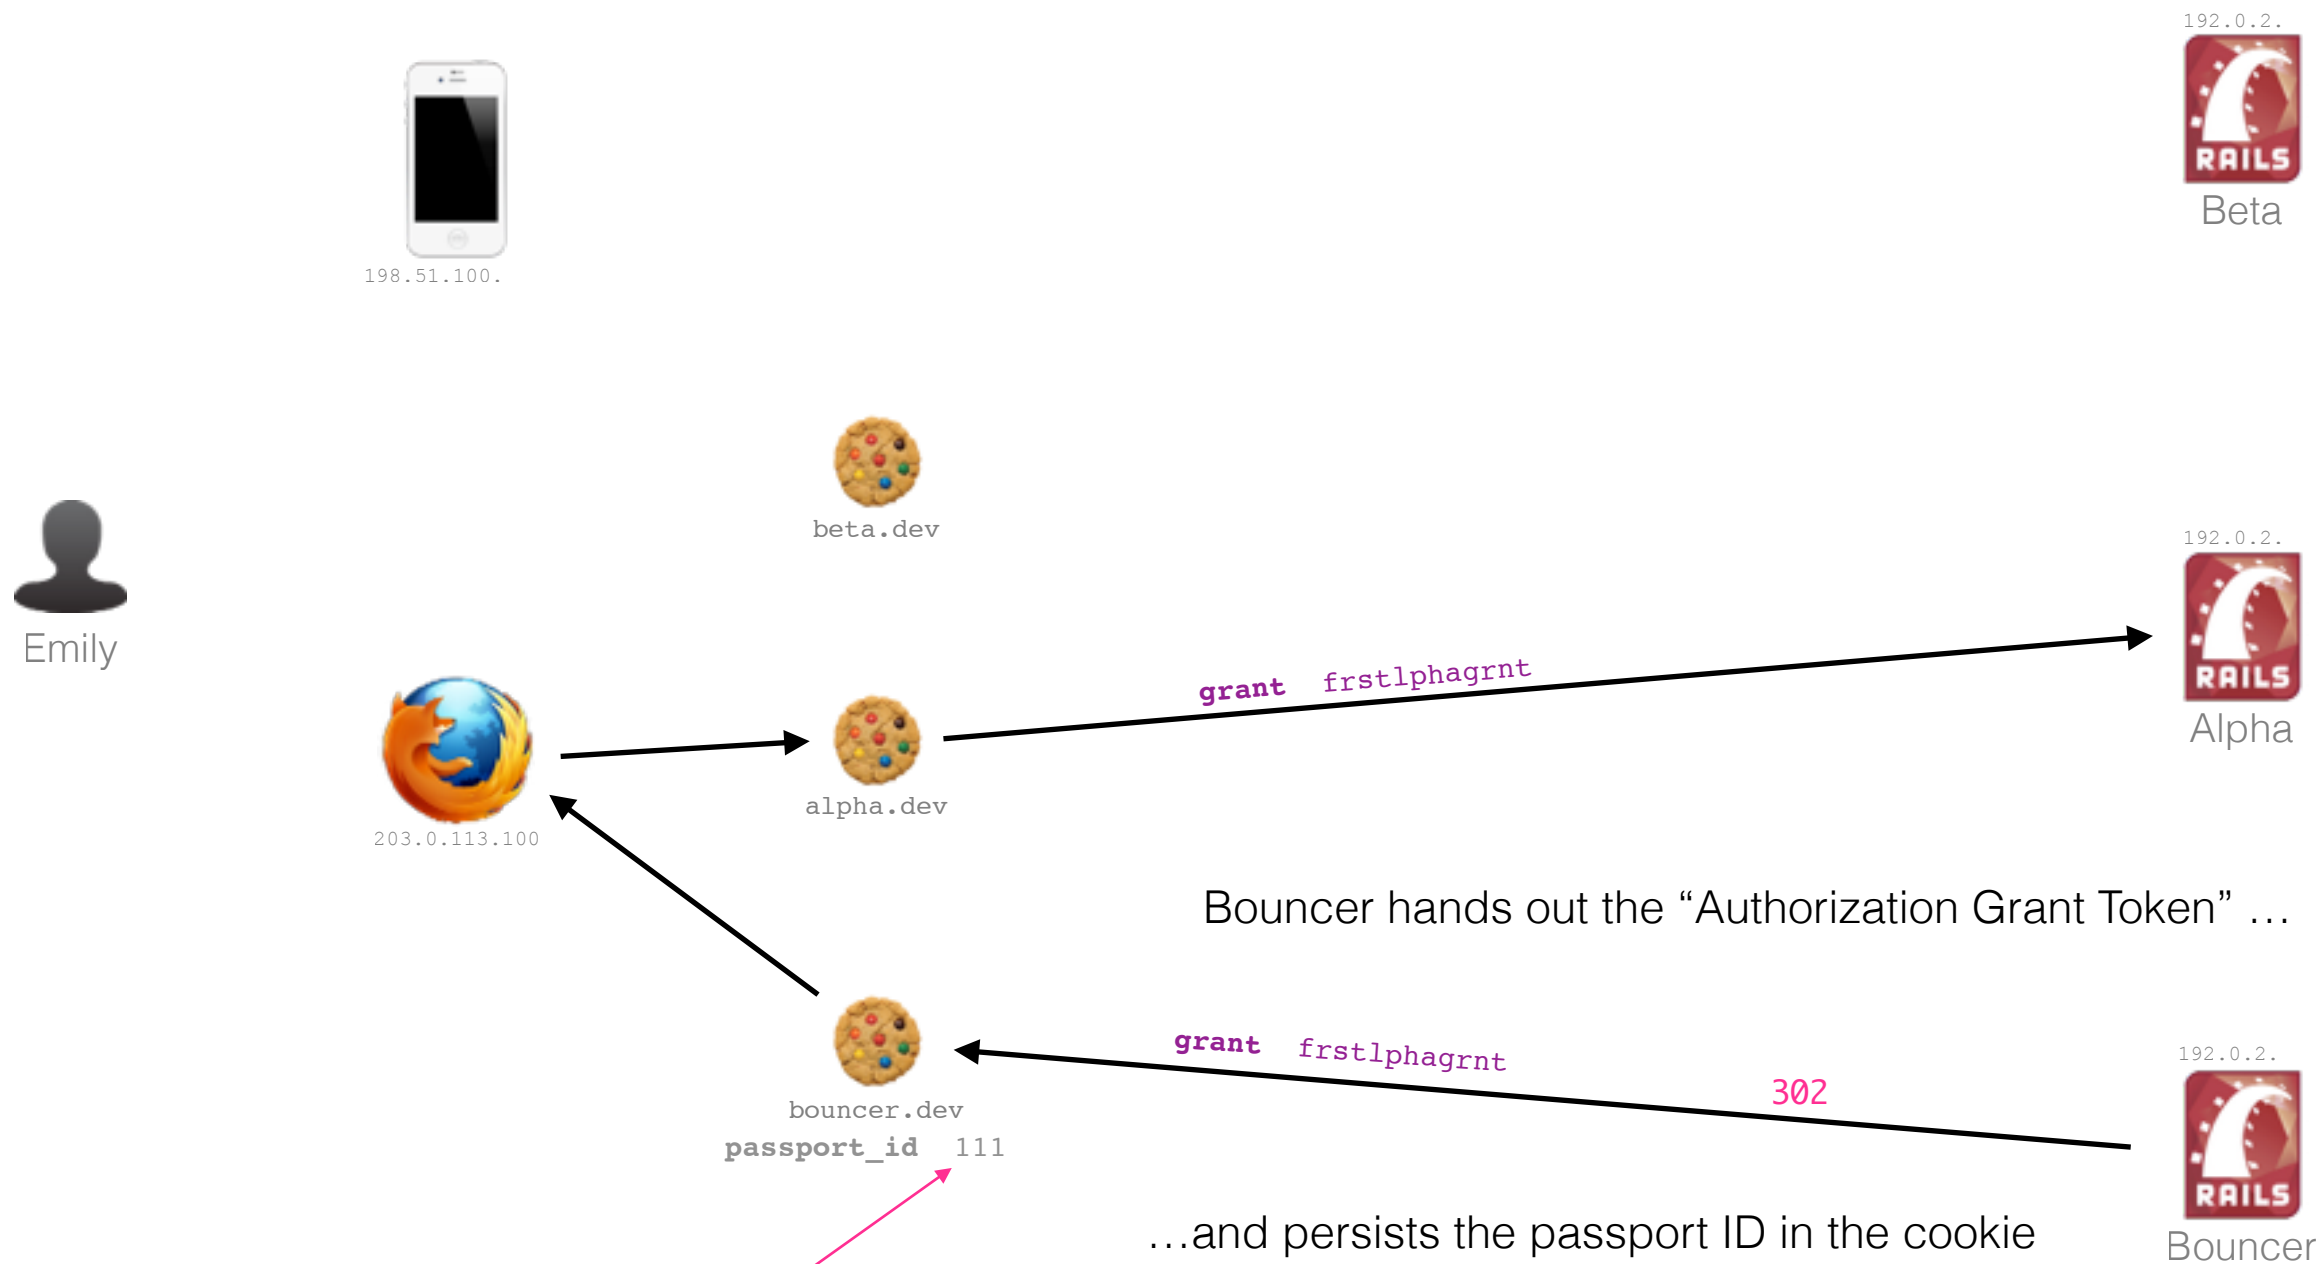 192.0.2.
RAILS
Beta
198.51.100.
beta.dev
192.0.2.
RAILS
Alpha
Emily
grant frstlphagrnt
alpha.dev
203.0.113.100
Bouncer hands out the “Authorization Grant Token” …
grant frstlphagrnt
302
192.0.2.
RAILS
Bouncer
bouncer.dev
passport_id 111
…and persists the passport ID in the cookie